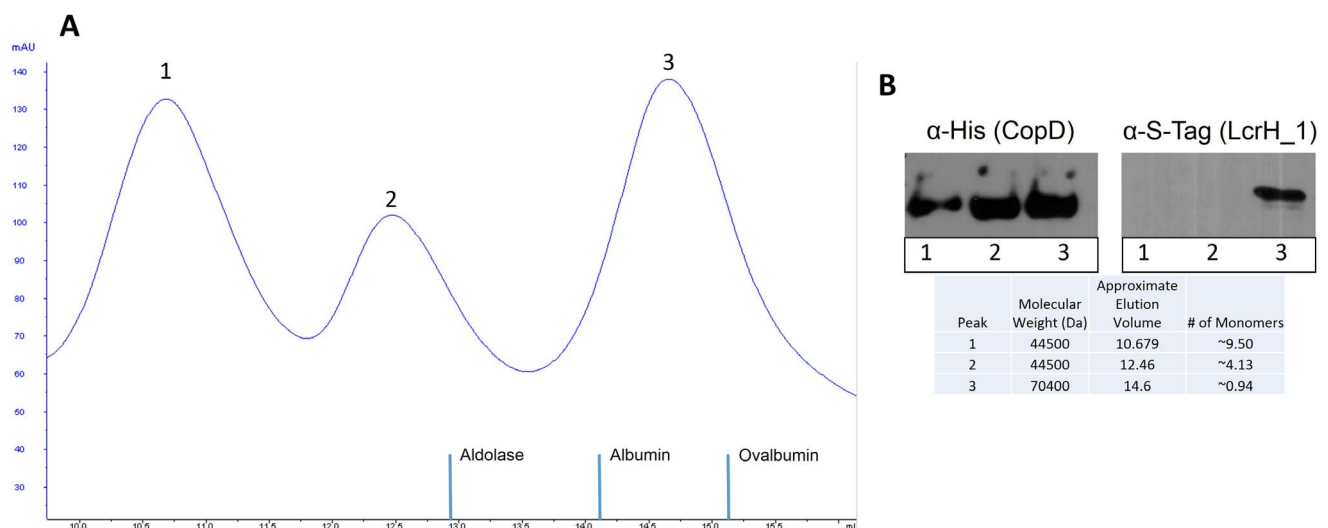 A
mAU
140
130
120
110
100
90
80
70
60
50
40
30
1
2
3
Aldolase
Albumin
Ovalbumin
10.0 10.5 11.0 11.5 12.0 12.5 13.0 13.5 14.0 14.5 15.0 15.5
B
α-His (CopD) α-S-Tag (LcrH_1)
1 2 3 1 2 3
Peak Molecular Weight (Da) Approximate Elution Volume # of Monomers
1 44500 10.679 ~9.50
2 44500 12.46 ~4.13
3 70400 14.6 ~0.94